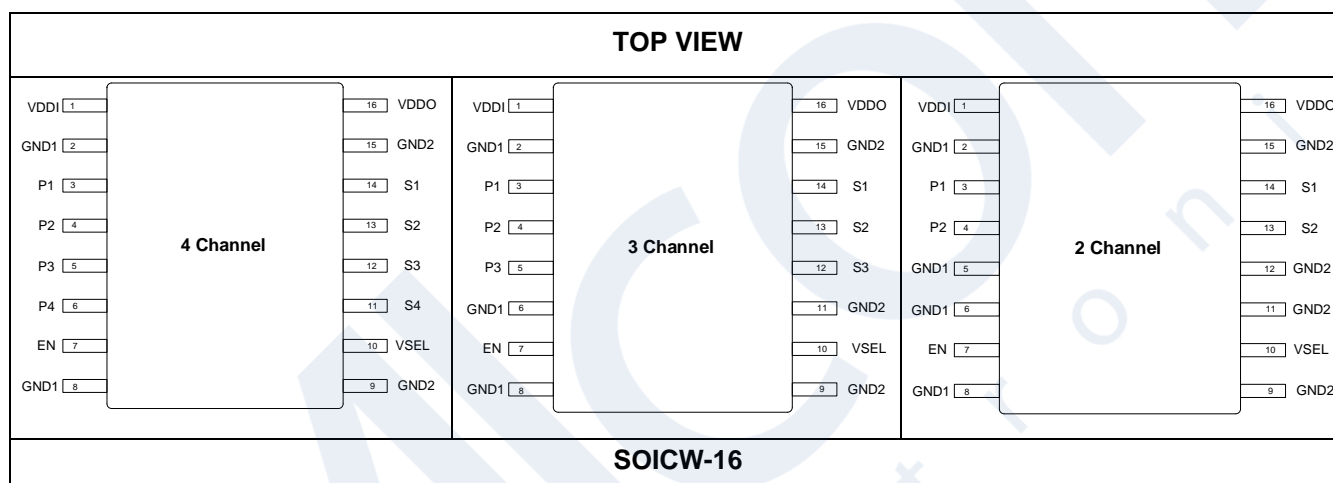 TOP VIEW
VDDI 1 16 VDDO
GND1 2 15 GND2
P1 3 14 S1
P2 4 13 S2
P3 5 12 S3
P4 6 11 S4
EN 7 10 VSEL
GND1 8 9 GND2
4 Channel
VDDI 1 16 VDDO
GND1 2 15 GND2
P1 3 14 S1
P2 4 13 S2
P3 5 12 S3
GND1 6 11 GND2
EN 7 10 VSEL
GND1 8 9 GND2
3 Channel
VDDI 1 16 VDDO
GND1 2 15 GND2
P1 3 14 S1
P2 4 13 S2
GND1 5 12 GND2
GND1 6 11 GND2
EN 7 10 VSEL
GND1 8 9 GND2
2 Channel
SOICW-16